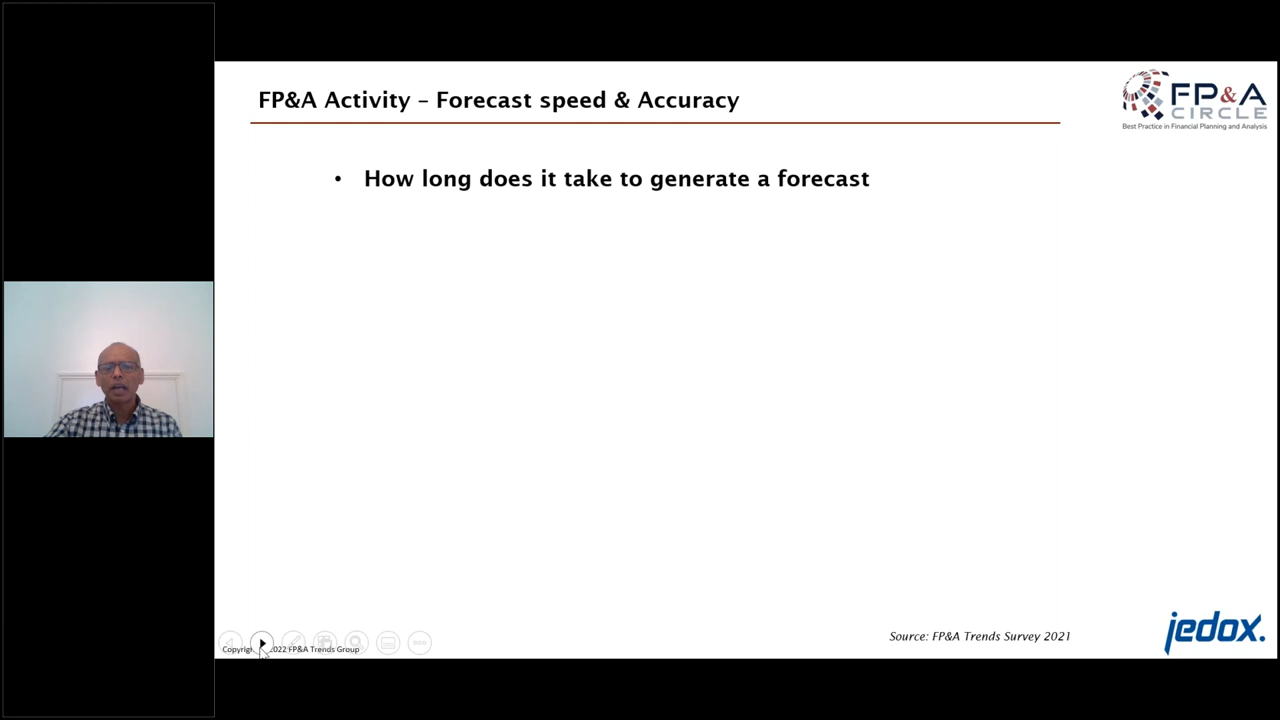 FP&A Activity – Forecast speed & Accuracy
FP&A
CIRCLE
Best Practice in Financial Planning and Analysis
• How long does it take to generate a forecast
Source: FP&A Trends Survey 2021
jedox.
Copyrig 2022 FP&A Trends Group